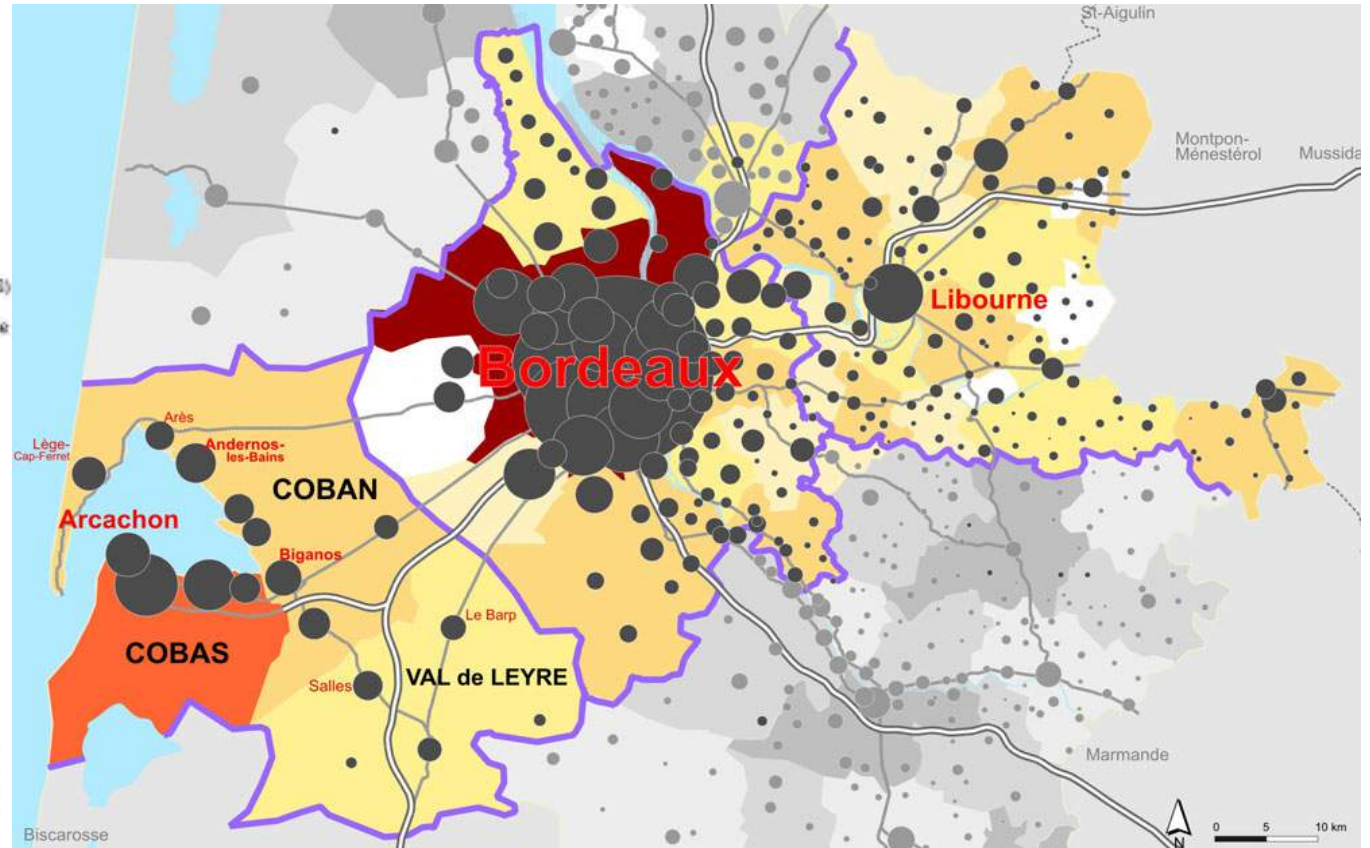 St-Aigulin
Montpon-
Ménestérol
Mussida
Libourne
Bordeaux
Arès
Lège-
Cap-Ferret
Andernos-
les-Bains
COBAN
Arcachon
Biganos
Le Barp
COBAS
VAL de LEYRE
Salles
Marmande
Biscarosse
N
0 5 10 km